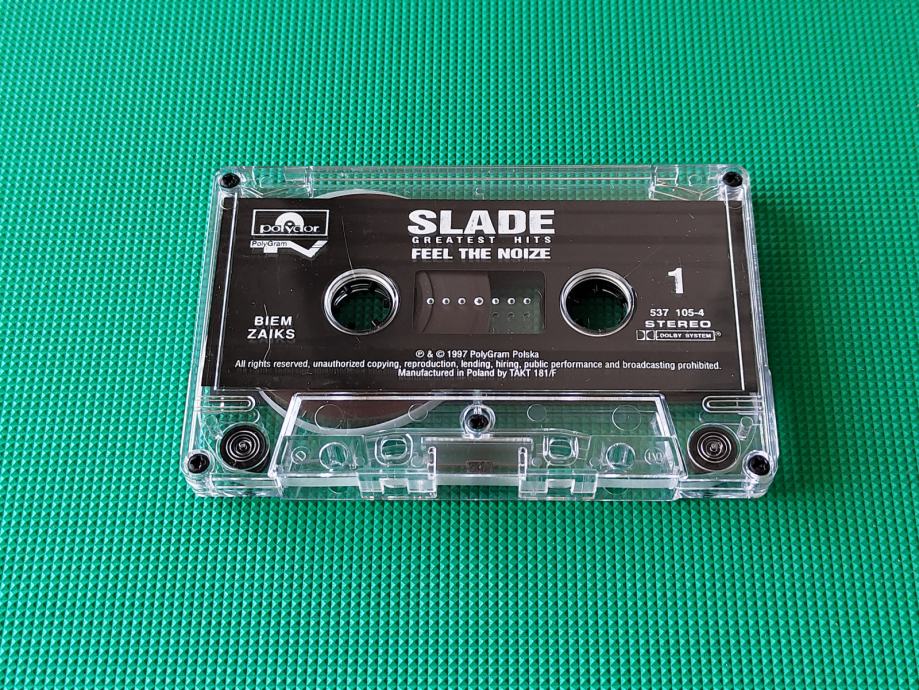 polydor
PolyGram
SLADE
GREATEST HITS
FEEL THE NOIZE
1
BIEM
ZAIKS
537 105-4
STEREO
DOLBY SYSTEM®
℗ & © 1997 PolyGram Polska
All rights reserved, unauthorized copying, reproduction, lending, hiring, public performance and broadcasting prohibited.
Manufactured in Poland by TAKT 181/F